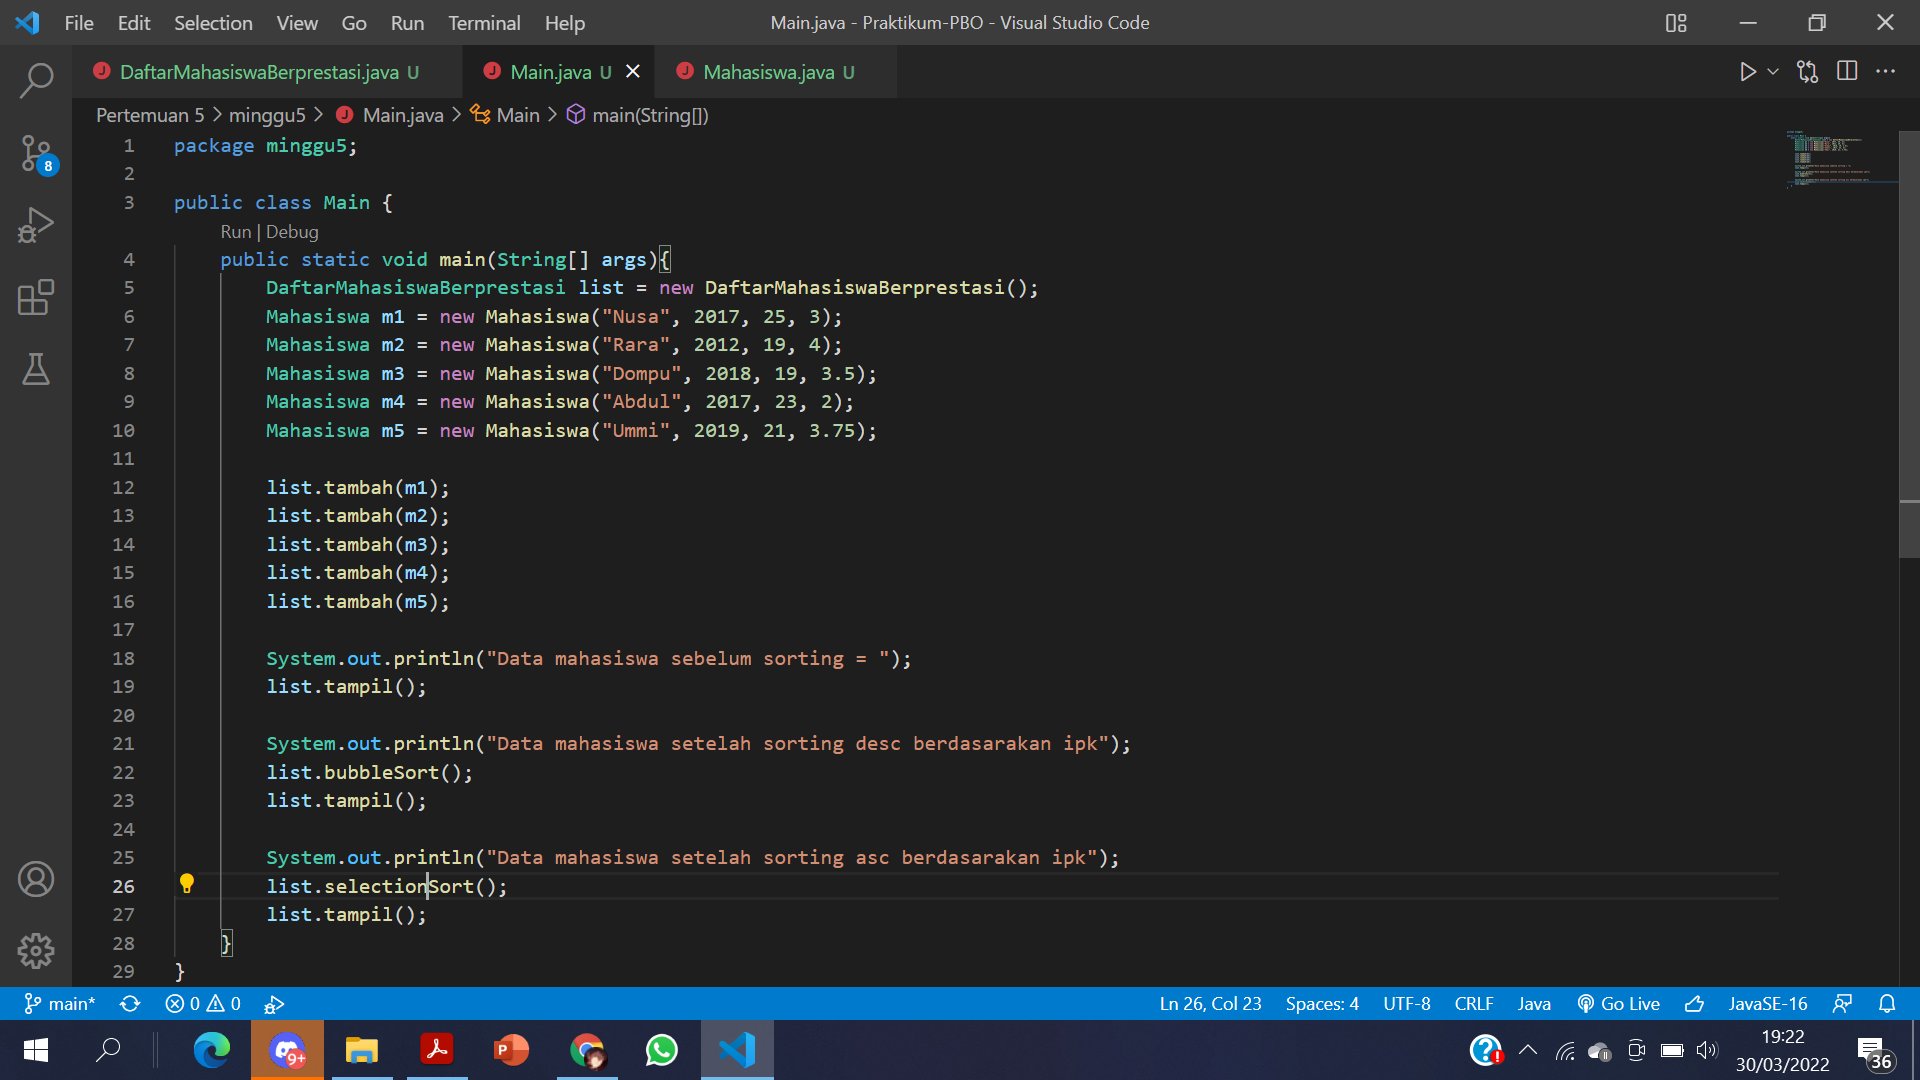 File Edit Selection View Go Run Terminal Help Main.java - Praktikum-PBO - Visual Studio Code
DaftarMahasiswaBerprestasi.java U Main.java U Mahasiswa.java U
Pertemuan 5 > minggu5 > Main.java > Main > main(String[])
1 package minggu5;
2
3 public class Main {
Run | Debug
4 public static void main(String[] args){
5 DaftarMahasiswaBerprestasi list = new DaftarMahasiswaBerprestasi();
6 Mahasiswa m1 = new Mahasiswa("Nusa", 2017, 25, 3);
7 Mahasiswa m2 = new Mahasiswa("Rara", 2012, 19, 4);
8 Mahasiswa m3 = new Mahasiswa("Dompu", 2018, 19, 3.5);
9 Mahasiswa m4 = new Mahasiswa("Abdul", 2017, 23, 2);
10 Mahasiswa m5 = new Mahasiswa("Ummi", 2019, 21, 3.75);
11
12 list.tambah(m1);
13 list.tambah(m2);
14 list.tambah(m3);
15 list.tambah(m4);
16 list.tambah(m5);
17
18 System.out.println("Data mahasiswa sebelum sorting = ");
19 list.tampil();
20
21 System.out.println("Data mahasiswa setelah sorting desc berdasarakan ipk");
22 list.bubbleSort();
23 list.tampil();
24
25 System.out.println("Data mahasiswa setelah sorting asc berdasarakan ipk");
26 list.selectionSort();
27 list.tampil();
28 }
29 }
8
main* 0 0 Ln 26, Col 23 Spaces: 4 UTF-8 CRLF Java Go Live JavaSE-16
9+ 19:22
30/03/2022 36